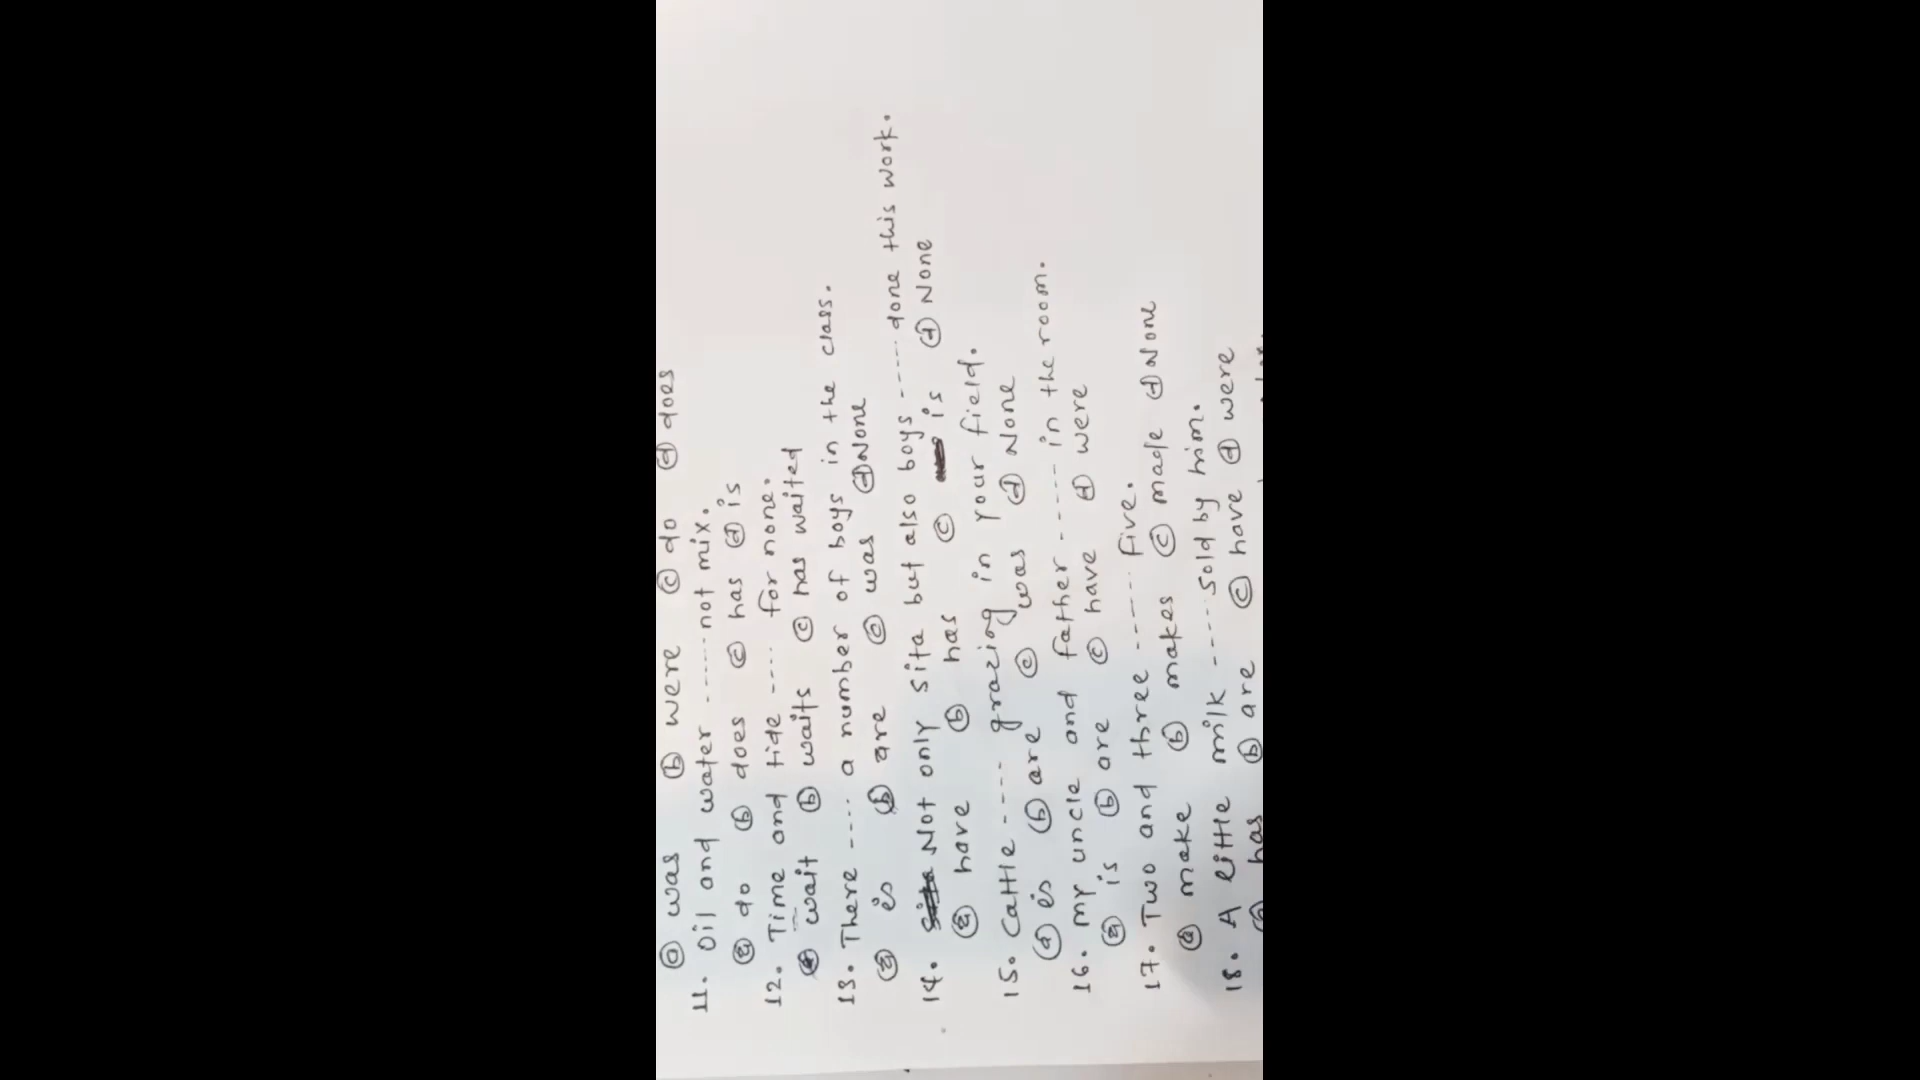 ⓐ was ⓑ were ⓒ do ⓓ does
11. Oil and water ------ not mix.
ⓐ do ⓑ does ⓒ has ⓓ is
12. Time and tide ---- for none.
ⓐ wait ⓑ waits ⓒ has waited
13. There ---- a number of boys in the class.
ⓐ is ⓑ are ⓒ was ⓓ None
14. Not only sita but also boys ----- done this work.
ⓐ have ⓑ has ⓒ is ⓓ None
15. Cattle ---- grazing in your field.
ⓐ is ⓑ are ⓒ was ⓓ None
16. my uncle and father ----- in the room.
ⓐ is ⓑ are ⓒ have ⓓ were
17. Two and three ------ five.
ⓐ make ⓑ makes ⓒ made ⓓ None
18. A little milk ----- sold by him.
ⓐ has ⓑ are ⓒ have ⓓ were